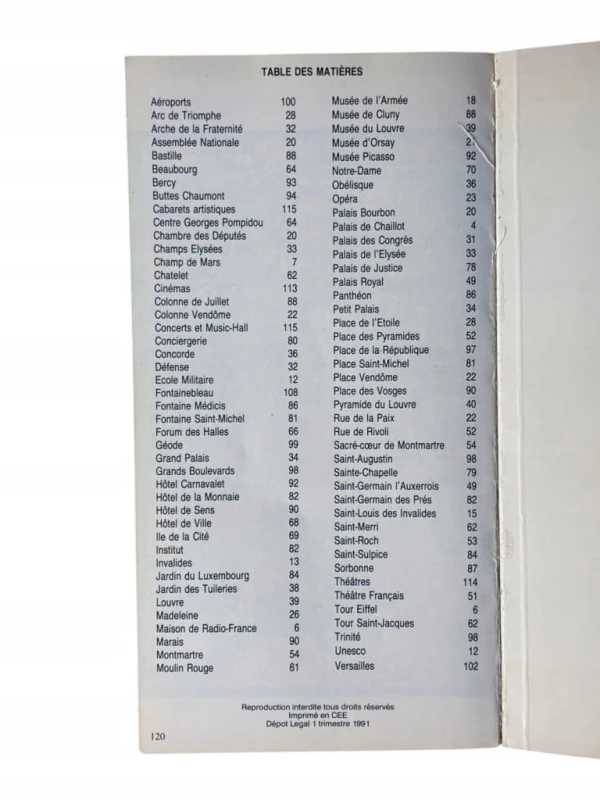 TABLE DES MATIÈRES
Aéroports 100
Arc de Triomphe 28
Arche de la Fraternité 32
Assemblée Nationale 20
Bastille 88
Beaubourg 64
Bercy 93
Buttes Chaumont 94
Cabarets artistiques 115
Centre Georges Pompidou 64
Chambre des Députés 20
Champs Elysées 33
Champ de Mars 7
Chatelet 62
Cinémas 113
Colonne de Juillet 88
Colonne Vendôme 22
Concerts et Music-Hall 115
Conciergerie 80
Concorde 36
Défense 32
Ecole Militaire 12
Fontainebleau 108
Fontaine Médicis 86
Fontaine Saint-Michel 81
Forum des Halles 66
Géode 99
Grand Palais 34
Grands Boulevards 98
Hôtel Carnavalet 92
Hôtel de la Monnaie 82
Hôtel de Sens 90
Hôtel de Ville 68
Ile de la Cité 69
Institut 82
Invalides 13
Jardin du Luxembourg 84
Jardin des Tuileries 38
Louvre 39
Madeleine 26
Maison de Radio-France 6
Marais 90
Montmartre 54
Moulin Rouge 61
Musée de l'Armée 18
Musée de Cluny 88
Musée du Louvre 39
Musée d'Orsay 21
Musée Picasso 92
Notre-Dame 70
Obélisque 36
Opéra 23
Palais Bourbon 20
Palais de Chaillot 4
Palais des Congrès 31
Palais de l'Elysée 33
Palais de Justice 78
Palais Royal 49
Panthéon 86
Petit Palais 34
Place de l'Etoile 28
Place des Pyramides 52
Place de la République 97
Place Saint-Michel 81
Place Vendôme 22
Place des Vosges 90
Pyramide du Louvre 40
Rue de la Paix 22
Rue de Rivoli 52
Sacré-cœur de Montmartre 54
Saint-Augustin 98
Sainte-Chapelle 79
Saint-Germain l'Auxerrois 49
Saint-Germain des Prés 82
Saint-Louis des Invalides 15
Saint-Merri 62
Saint-Roch 53
Saint-Sulpice 84
Sorbonne 87
Théâtres 114
Théâtre Français 51
Tour Eiffel 6
Tour Saint-Jacques 62
Trinité 98
Unesco 12
Versailles 102
Reproduction interdite tous droits réservés
Imprimé en CEE
Dépot Legal 1 trimestre 1991
120